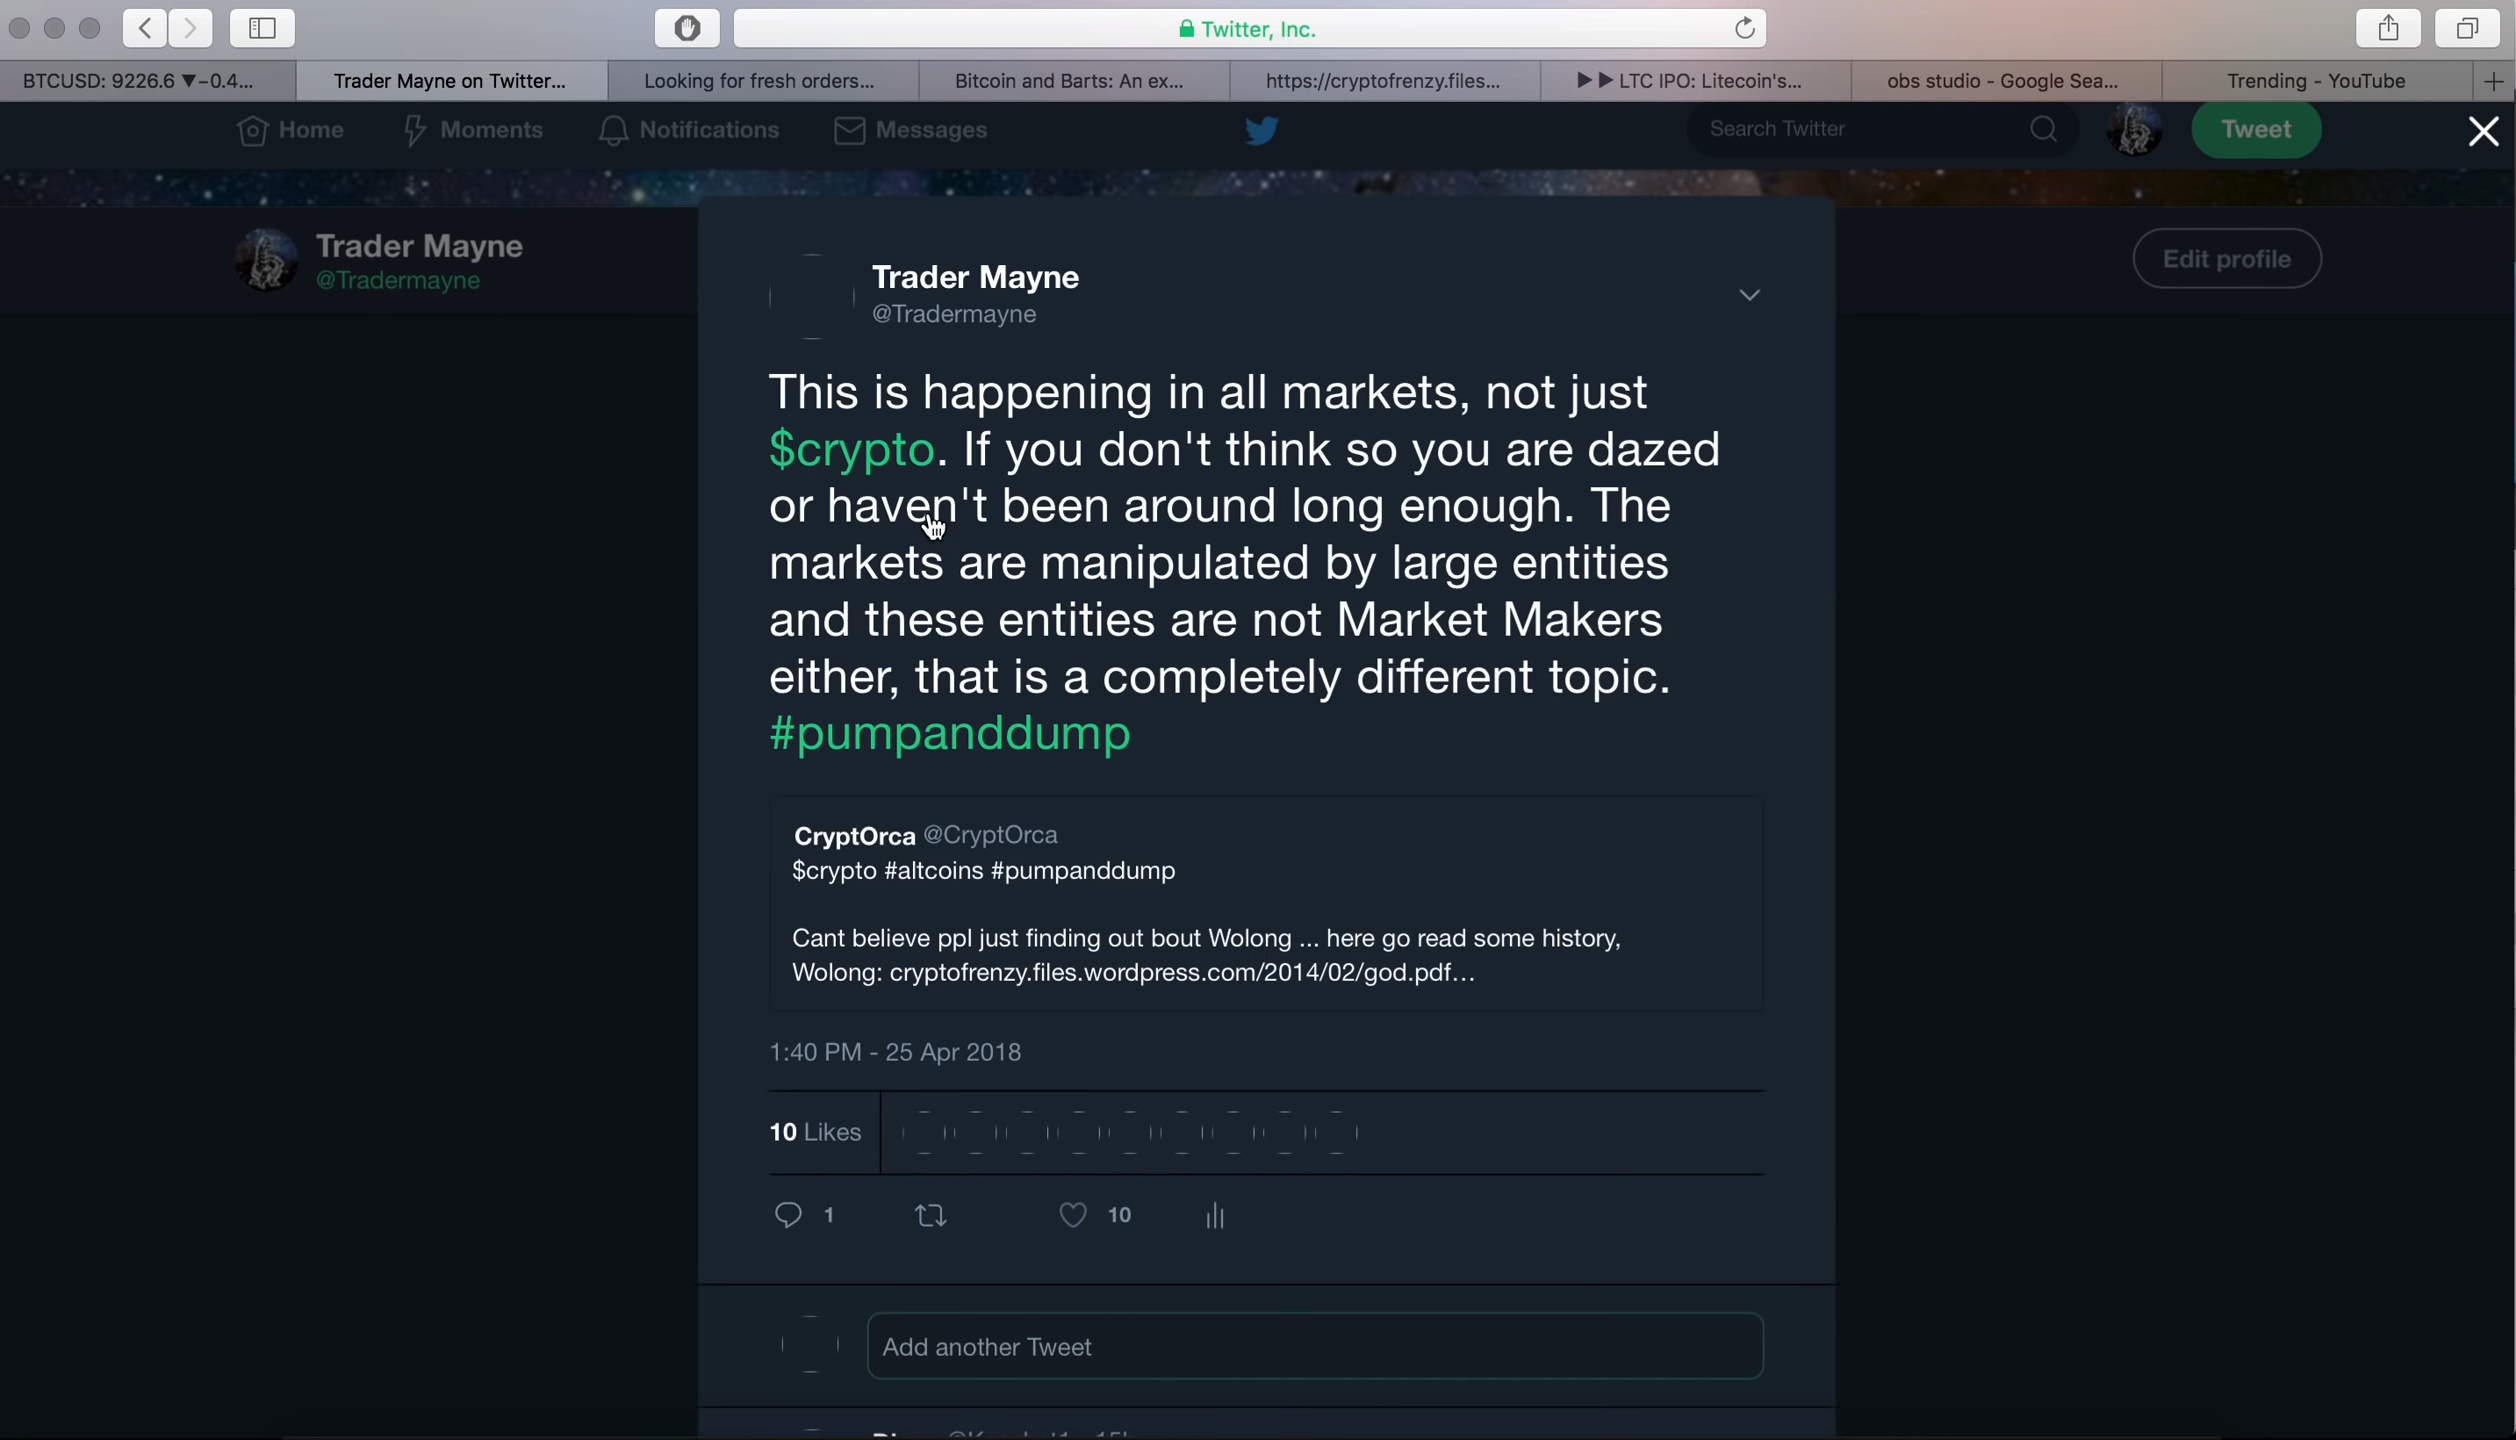 Twitter, Inc.
BTCUSD: 9226.6 ▼−0.4...
Trader Mayne on Twitter...
Looking for fresh orders...
Bitcoin and Barts: An ex...
https://cryptofrenzy.files...
▶ ▶ LTC IPO: Litecoin's...
obs studio - Google Sea...
Trending - YouTube
Home
Moments
Notifications
Messages
Search Twitter
Tweet
Trader Mayne
@Tradermayne
Edit profile
Trader Mayne
@Tradermayne
This is happening in all markets, not just
$crypto. If you don't think so you are dazed
or haven't been around long enough. The
markets are manipulated by large entities
and these entities are not Market Makers
either, that is a completely different topic.
#pumpanddump
CryptOrca @CryptOrca
$crypto #altcoins #pumpanddump
Cant believe ppl just finding out bout Wolong ... here go read some history,
Wolong: cryptofrenzy.files.wordpress.com/2014/02/god.pdf...
1:40 PM - 25 Apr 2018
10 Likes
1
10
Add another Tweet